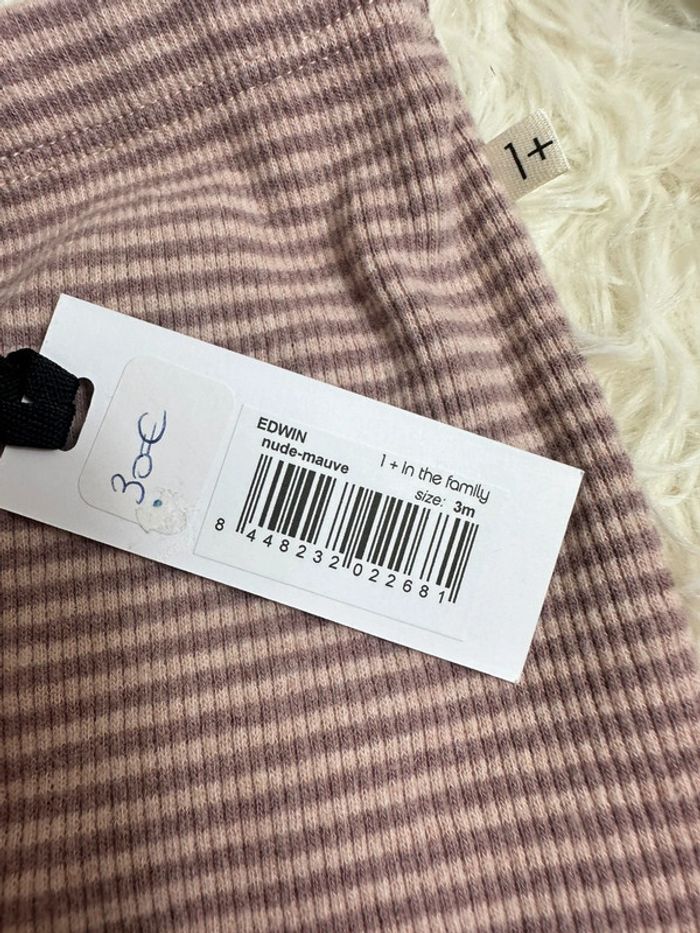 1+
30€
EDWIN
nude-mauve
1 + in the family
size: 3m
8 448232 022681